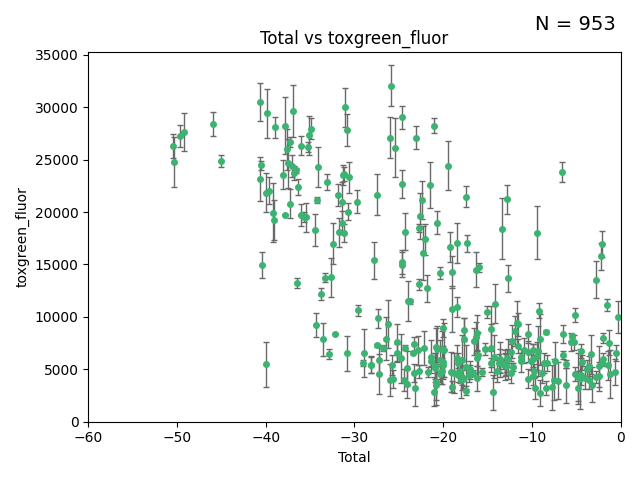 N = 953
Total vs toxgreen_fluor
35000
30000
25000
20000
15000
10000
5000
0
toxgreen_fluor
−60 −50 −40 −30 −20 −10 0
Total